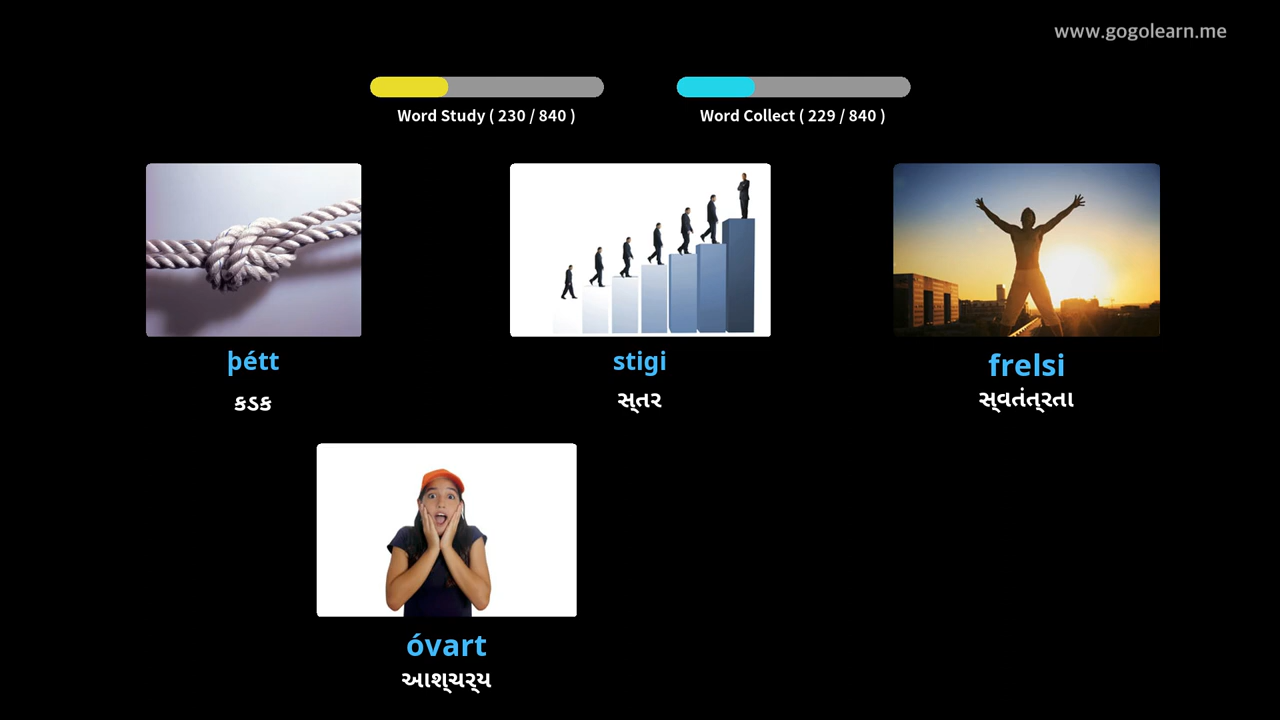 www.gogolearn.me
Word Study ( 230 / 840 )
Word Collect ( 229 / 840 )
þétt
કડક
stigi
સ્તર
frelsi
સ્વતંત્રતા
óvart
આશ્ચર્ય